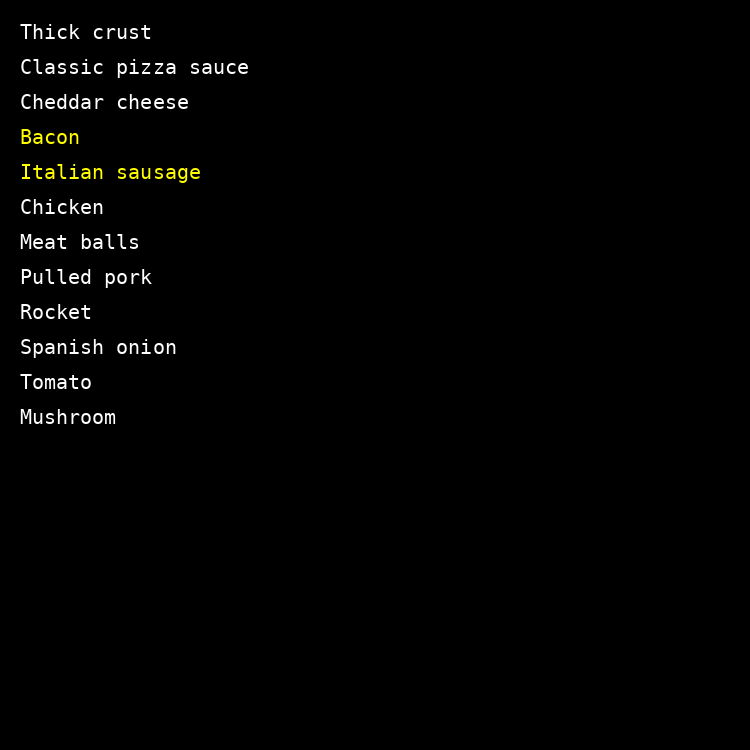 Thick crust
Classic pizza sauce
Cheddar cheese
Bacon
Italian sausage
Chicken
Meat balls
Pulled pork
Rocket
Spanish onion
Tomato
Mushroom